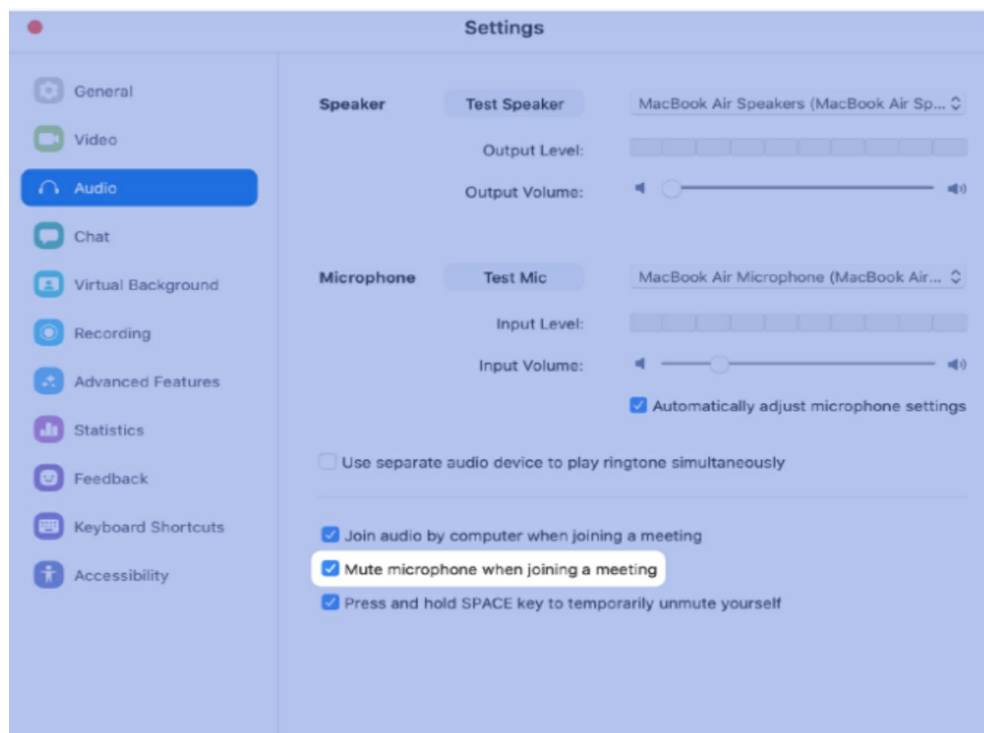 Settings
General
Video
Audio
Chat
Virtual Background
Recording
Advanced Features
Statistics
Feedback
Keyboard Shortcuts
Accessibility
Speaker Test Speaker MacBook Air Speakers (MacBook Air Sp...
Output Level:
Output Volume:
Microphone Test Mic MacBook Air Microphone (MacBook Air...
Input Level:
Input Volume:
Automatically adjust microphone settings
Use separate audio device to play ringtone simultaneously
Join audio by computer when joining a meeting
Mute microphone when joining a meeting
Press and hold SPACE key to temporarily unmute yourself